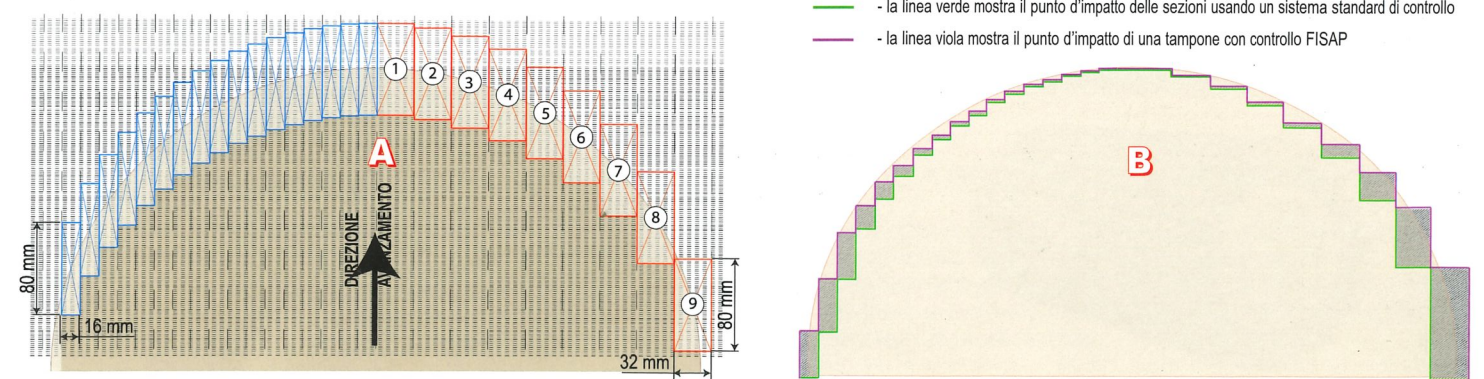 - la linea verde mostra il punto d'impatto delle sezioni usando un sistema standard di controllo
- la linea viola mostra il punto d'impatto di una tampone con controllo FISAP
A
B
1
2
3
4
5
6
7
8
9
DIREZIONE
AVANZAMENTO
80 mm
16 mm
80 mm
32 mm